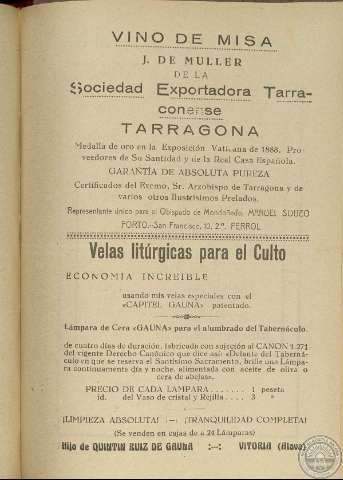 VINO DE MISA
J. DE MULLER
DE LA
Sociedad Exportadora Tarra-
conense
TARRAGONA
Medalla de oro en la Exposición Vaticana de 1888. Pro-
veedores de Su Santidad y de la Real Casa Española.
GARANTÍA DE ABSOLUTA PUREZA
Certificados del Excmo. Sr. Arzobispo de Tarragona y de
varios otros Ilustrísimos Prelados.
Representante único para el Obispado de Mondoñedo, MANUEL SOUZO
PORTO.-San Francisco, 10, 2.º, FERROL
Velas litúrgicas para el Culto
ECONOMIA INCREIBLE
usando mis velas especiales con el
«CAPITEL GAUNA» patentado.
Lámpara de Cera «GAUNA» para el alumbrado del Tabernáculo,
de cuatro días de duración, fabricada con sujeción al CANON 1.271
del vigente Derecho Canónico que dice así: «Delante del Taberná-
culo en que se reserva el Santísimo Sacramento, brille una Lámpa-
ra continuamente día y noche, alimentada con aceite de oliva o
cera de abejas».
PRECIO DE CADA LAMPARA....... 1 peseta
id. del Vaso de cristal y Rejilla.... 3 »
¡LIMPIEZA ABSOLUTA! :—: ¡TRANQUILIDAD COMPLETA!
(Se venden en cajas de a 24 Lámparas)
Hijo de QUINTIN RUIZ DE GAUNA :—: VITORIA (Alava)